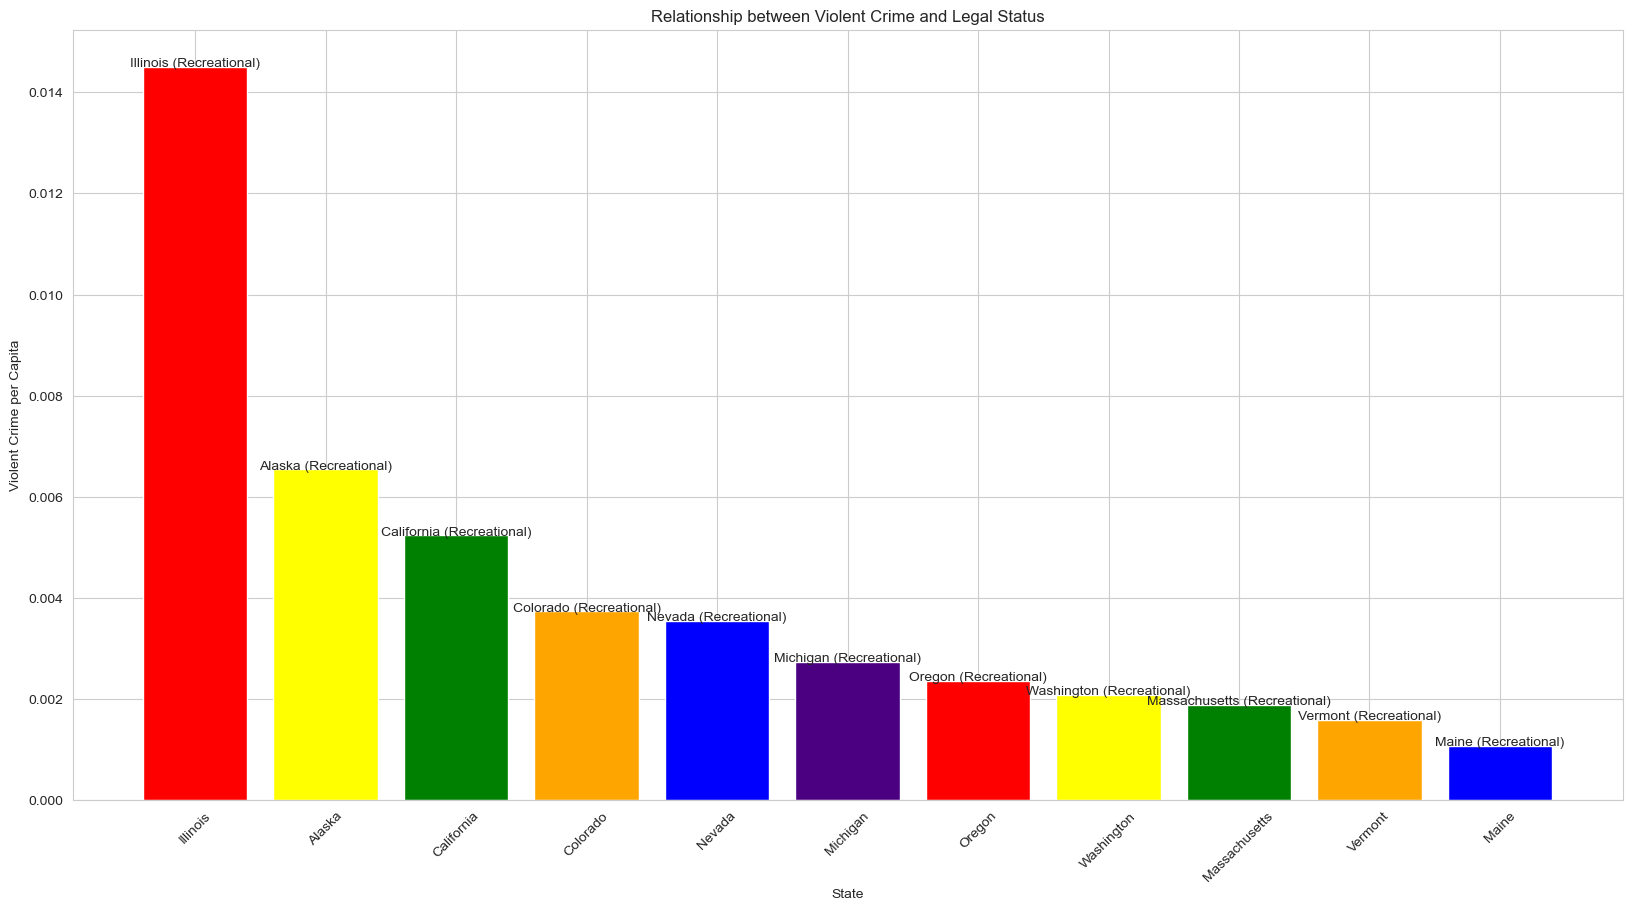 Relationship between Violent Crime and Legal Status
Violent Crime per Capita
0.014
0.012
0.010
0.008
0.006
0.004
0.002
0.000
Illinois (Recreational)
Alaska (Recreational)
California (Recreational)
Colorado (Recreational)
Nevada (Recreational)
Michigan (Recreational)
Oregon (Recreational)
Washington (Recreational)
Massachusetts (Recreational)
Vermont (Recreational)
Maine (Recreational)
Illinois
Alaska
California
Colorado
Nevada
Michigan
Oregon
Washington
Massachusetts
Vermont
Maine
State